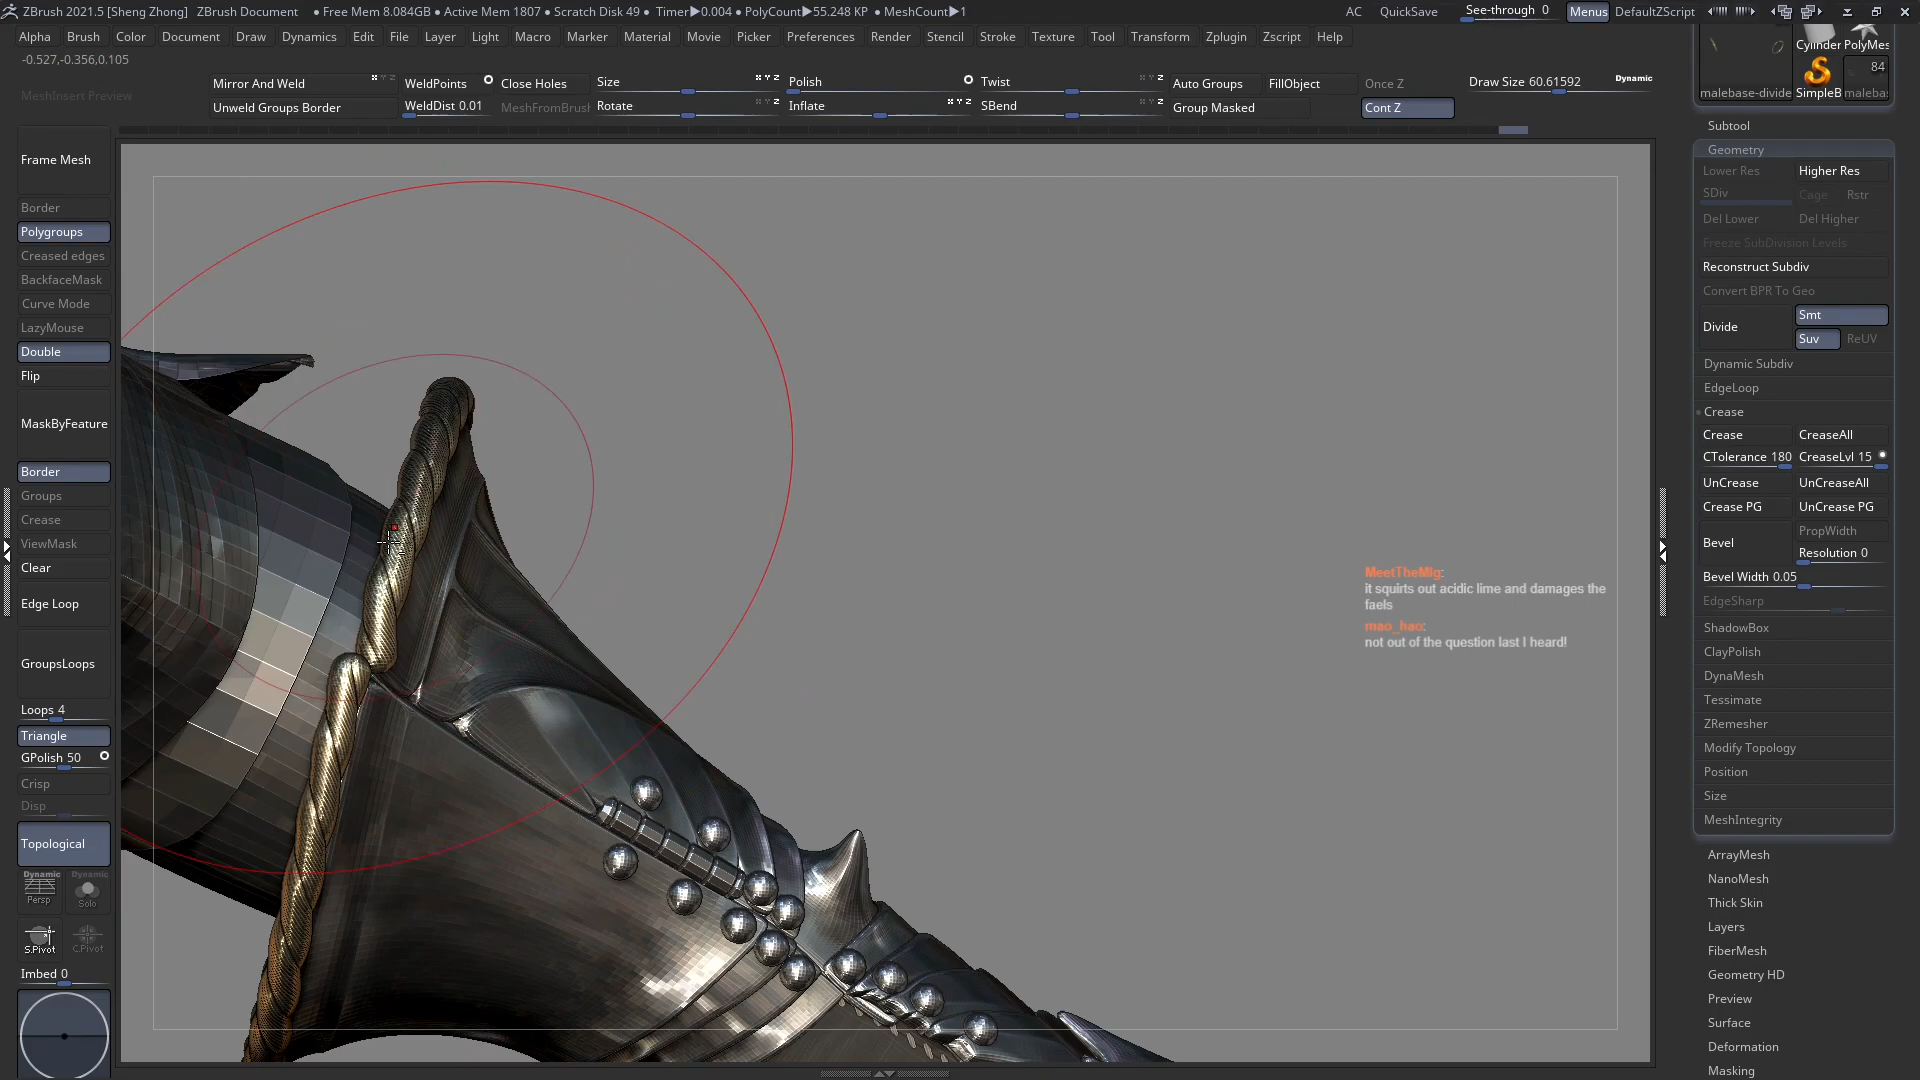 ZBrush 2021.5 [Sheng Zhong] ZBrush Document • Free Mem 8.084GB • Active Mem 1807 • Scratch Disk 49 • Timer▶0.004 • PolyCount▶55.248 KP • MeshCount▶1 AC QuickSave See-through 0 Menus DefaultZScript
Alpha Brush Color Document Draw Dynamics Edit File Layer Light Macro Marker Material Movie Picker Preferences Render Stencil Stroke Texture Tool Transform Zplugin Zscript Help
-0.527,-0.356,0.105
MeshInsert Preview
Mirror And Weld WeldPoints Close Holes Size Polish Twist Auto Groups FillObject Once Z Draw Size 60.61592 Dynamic
Unweld Groups Border WeldDist 0.01 MeshFromBrush Rotate Inflate SBend Group Masked Cont Z
Frame Mesh
Border
Polygroups
Creased edges
BackfaceMask
Curve Mode
LazyMouse
Double
Flip
MaskByFeature
Border
Groups
Crease
ViewMask
Clear
Edge Loop
GroupsLoops
Loops 4
Triangle
GPolish 50
Crisp
Disp
Topological
Dynamic Dynamic
Persp Solo
S.Pivot C.Pivot
Imbed 0
MeetTheMlg:
it squirts out acidic lime and damages the
faels
mao_hao:
not out of the question last I heard!
Cylinder PolyMes
84
malebase-divide SimpleB malebas
Subtool
Geometry
Lower Res Higher Res
SDiv Cage Rstr
Del Lower Del Higher
Freeze SubDivision Levels
Reconstruct Subdiv
Convert BPR To Geo
Divide Smt
Suv ReUV
Dynamic Subdiv
EdgeLoop
Crease
Crease CreaseAll
CTolerance 180 CreaseLvl 15
UnCrease UnCreaseAll
Crease PG UnCrease PG
Bevel PropWidth
Resolution 0
Bevel Width 0.05
EdgeSharp
ShadowBox
ClayPolish
DynaMesh
Tessimate
ZRemesher
Modify Topology
Position
Size
MeshIntegrity
ArrayMesh
NanoMesh
Thick Skin
Layers
FiberMesh
Geometry HD
Preview
Surface
Deformation
Masking